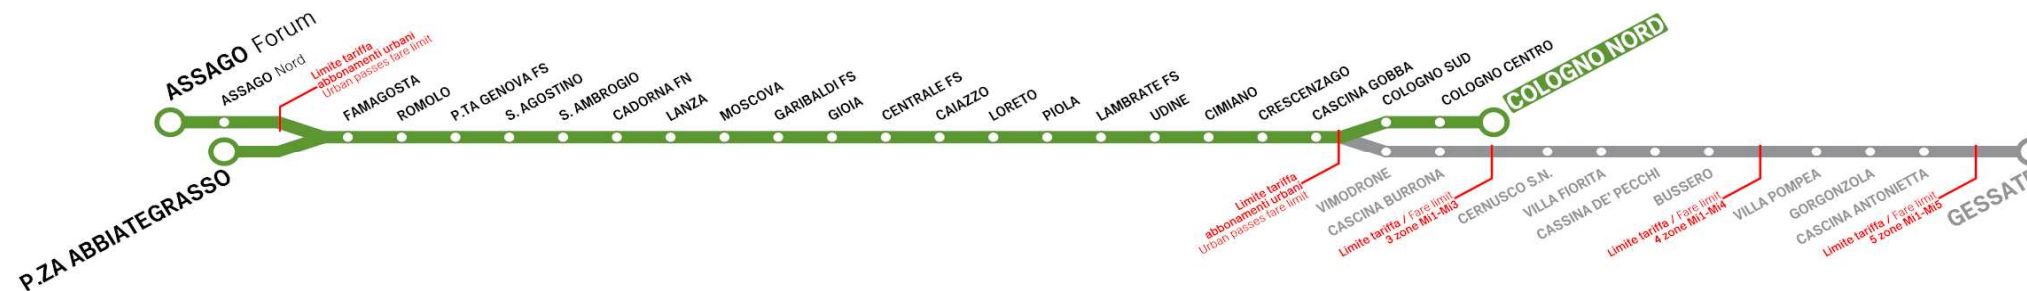 ASSAGO Forum
ASSAGO Nord
Limite tariffa
abbonamenti urbani
Urban passes fare limit
P.ZA ABBIATEGRASSO
FAMAGOSTA
ROMOLO
P.TA GENOVA FS
S. AGOSTINO
S. AMBROGIO
CADORNA FN
LANZA
MOSCOVA
GARIBALDI FS
GIOIA
CENTRALE FS
CAIAZZO
LORETO
PIOLA
LAMBRATE FS
UDINE
CIMIANO
CRESCENZAGO
CASCINA GOBBA
COLOGNO SUD
COLOGNO CENTRO
COLOGNO NORD
Limite tariffa
abbonamenti urbani
Urban passes fare limit
VIMODRONE
CASCINA BURRONA
Limite tariffa / Fare limit
3 zone Mi1-Mi3
CERNUSCO S.N.
VILLA FIORITA
CASSINA DE' PECCHI
BUSSERO
Limite tariffa / Fare limit
4 zone Mi1-Mi4
VILLA POMPEA
GORGONZOLA
CASCINA ANTONIETTA
Limite tariffa / Fare limit
5 zone Mi1-Mi5